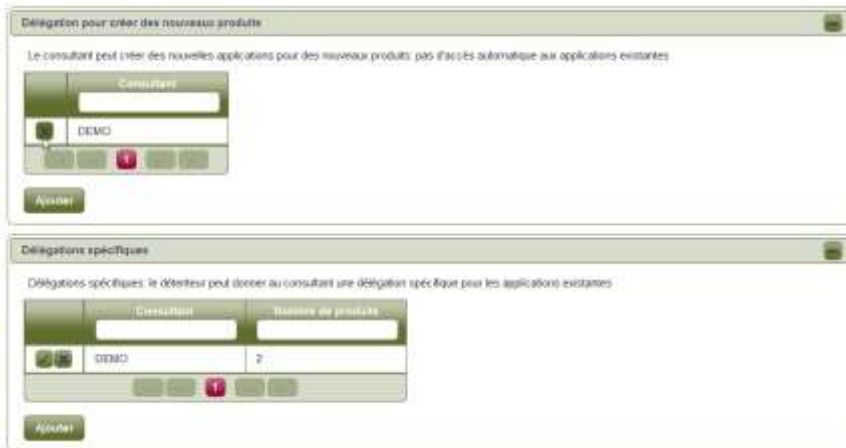 Délégation pour créer des nouveaux produits
Le consultant peut créer des nouvelles applications pour des nouveaux produits: pas d'accès automatique aux applications existantes
Consultant
DEMO
1
Ajouter
Délégations spécifiques
Délégations spécifiques: le détenteur peut donner au consultant une délégation spécifique pour les applications existantes
Consultant Nombre de produits
DEMO 2
1
Ajouter